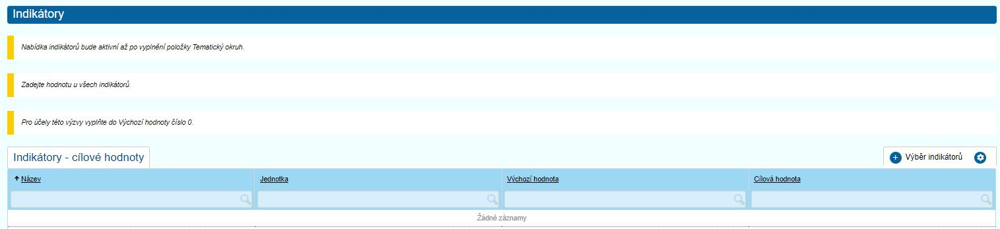 Indikátory
Nabídka indikátorů bude aktivní až po vyplnění položky Tematický okruh.
Zadejte hodnotu u všech indikátorů.
Pro účely této výzvy vyplňte do Výchozí hodnoty číslo 0.
Indikátory - cílové hodnoty
Výběr indikátorů
Název Jednotka Výchozí hodnota Cílová hodnota
Žádné záznamy